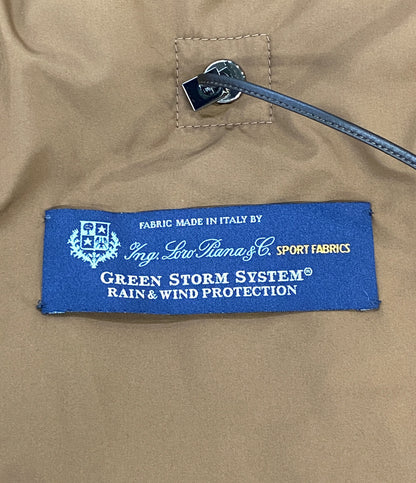 FABRIC MADE IN ITALY BY
Ing. Loro Piana & C. SPORT FABRICS
GREEN STORM SYSTEM®
RAIN & WIND PROTECTION